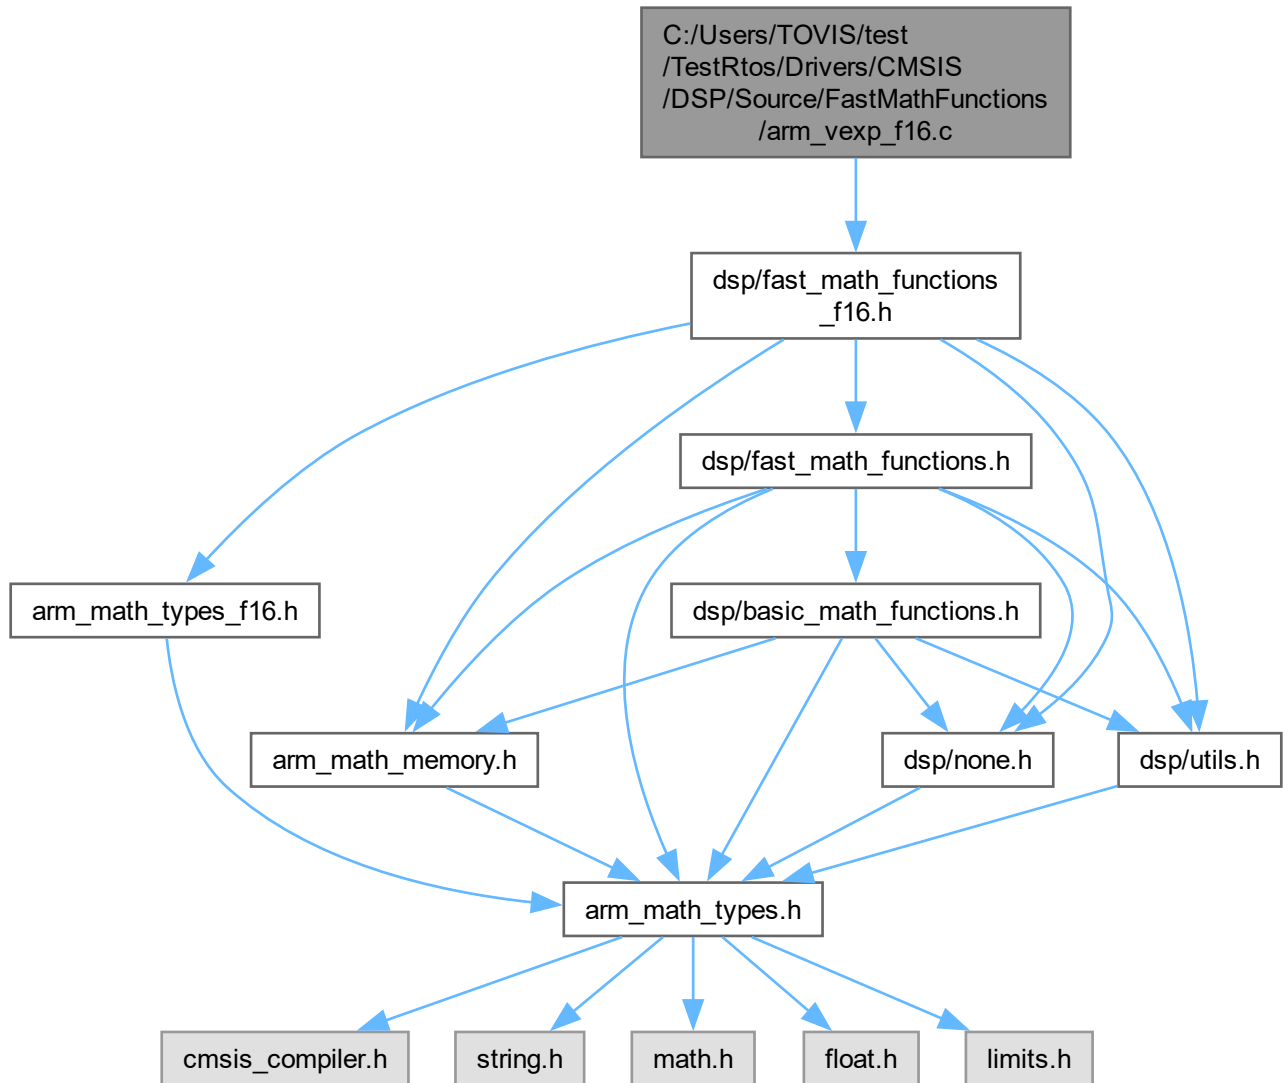 C:/Users/TOVIS/test
/TestRtos/Drivers/CMSIS
/DSP/Source/FastMathFunctions
/arm_vexp_f16.c
dsp/fast_math_functions
_f16.h
dsp/fast_math_functions.h
arm_math_types_f16.h
dsp/basic_math_functions.h
arm_math_memory.h
dsp/none.h
dsp/utils.h
arm_math_types.h
cmsis_compiler.h
string.h
math.h
float.h
limits.h